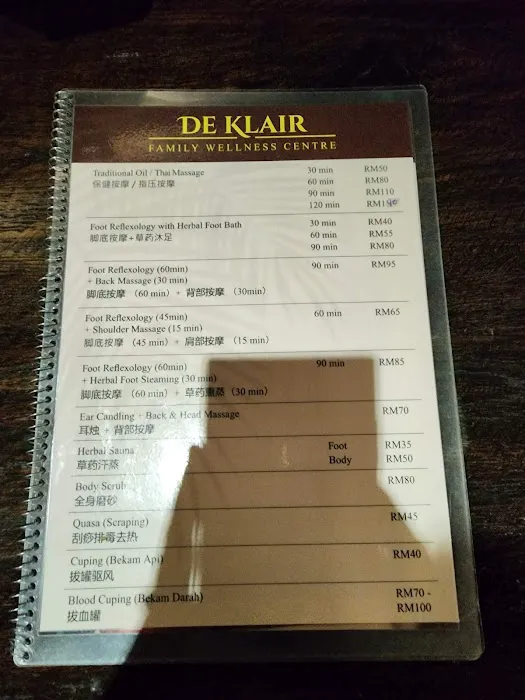 DE KLAIR
FAMILY WELLNESS CENTRE
Traditional Oil / Thai Massage 30 min RM50
保健按摩 / 指压按摩 60 min RM80
90 min RM110
120 min
Foot Reflexology with Herbal Foot Bath 30 min RM40
脚底按摩+草药沐足 60 min RM55
90 min RM80
Foot Reflexology (60min) 90 min RM95
+ Back Massage (30 min)
脚底按摩 （60 min）+ 背部按摩 （30min）
Foot Reflexology (45min) 60 min RM65
+ Shoulder Massage (15 min)
脚底按摩 （45 min）+ 肩部按摩 （15 min）
Foot Reflexology (60min) 90 min RM85
+ Herbal Foot Steaming (30 min)
脚底按摩 （60 min）+ 草药熏蒸 （30 min）
Ear Candling + Back & Head Massage RM70
耳烛 + 背部按摩
Herbal Sauna Foot RM35
草药汗蒸 Body RM50
Body Scrub RM80
全身磨砂
Quasa (Scraping) RM45
刮痧排毒去热
Cuping (Bekam Api) RM40
拔罐驱风
Blood Cuping (Bekam Darah) RM70 -
拔血罐 RM100